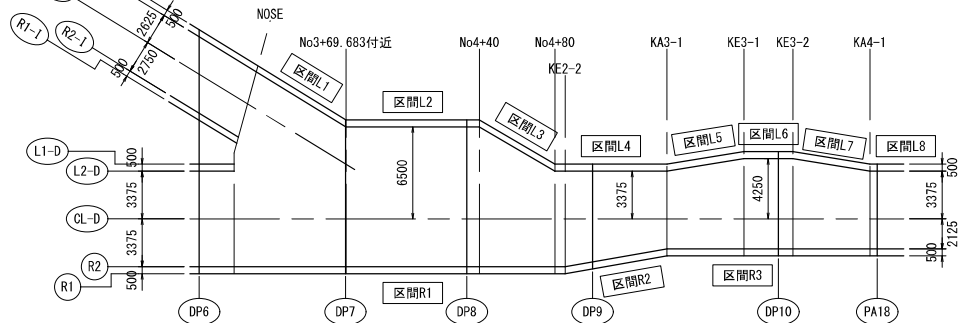 NOSE
2625
500
R1-I
R2-I
2750
500
区間L1
No3+69.683付近
No4+40
No4+80
KA3-1
KE3-1
KE3-2
KA4-1
KE2-2
区間L2
区間L3
区間L4
区間L5
区間L6
区間L7
区間L8
L1-D
L2-D
CL-D
R2
R1
500
3375
3375
500
6500
3375
4250
500
3375
2125
500
区間R1
区間R2
区間R3
DP6
DP7
DP8
DP9
DP10
PA18